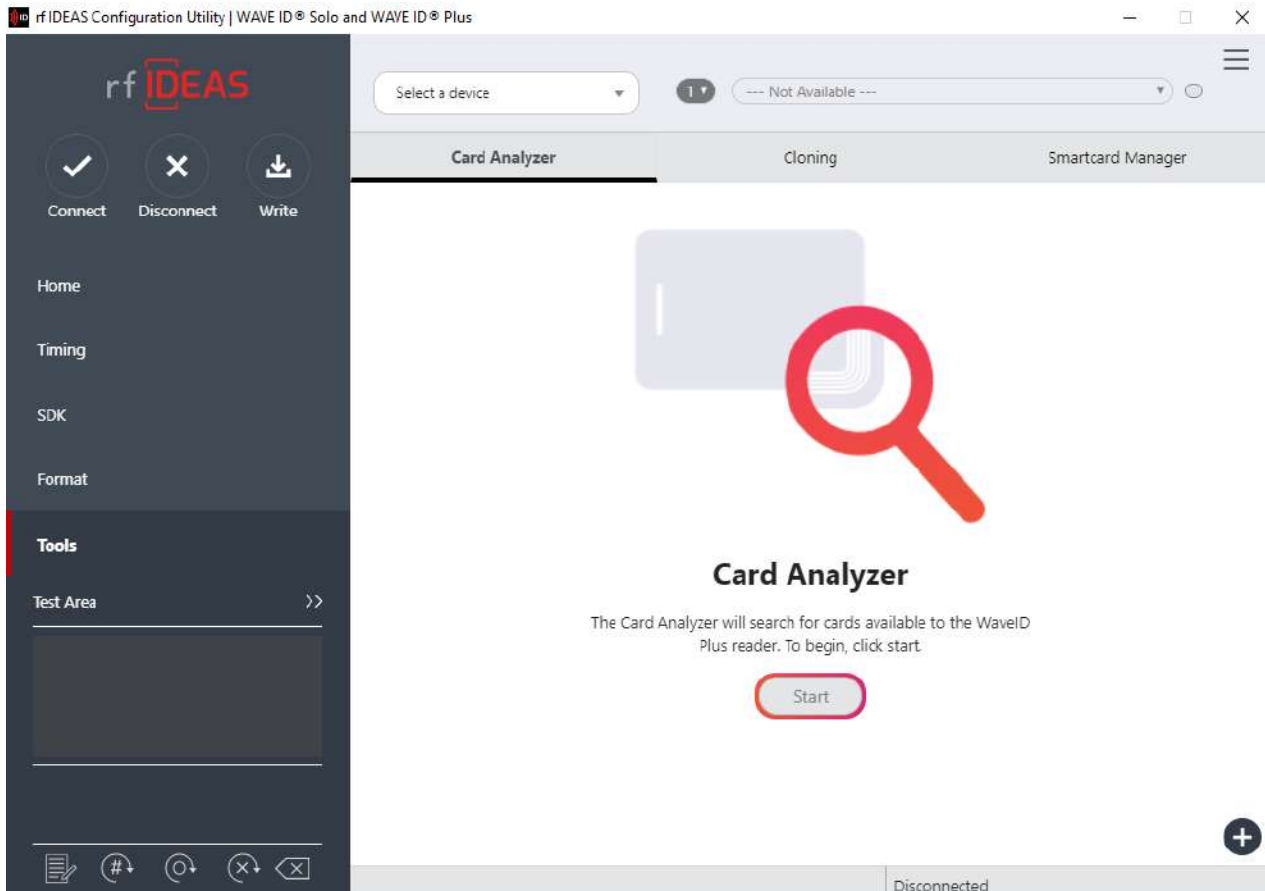 rf IDEAS Configuration Utility | WAVE ID® Solo and WAVE ID® Plus
rf IDEAS
Select a device
1
--- Not Available ---
Connect
Disconnect
Write
Card Analyzer
Cloning
Smartcard Manager
Home
Timing
SDK
Format
Tools
Test Area
>>
Card Analyzer
The Card Analyzer will search for cards available to the WaveID
Plus reader. To begin, click start
Start
#
Disconnected